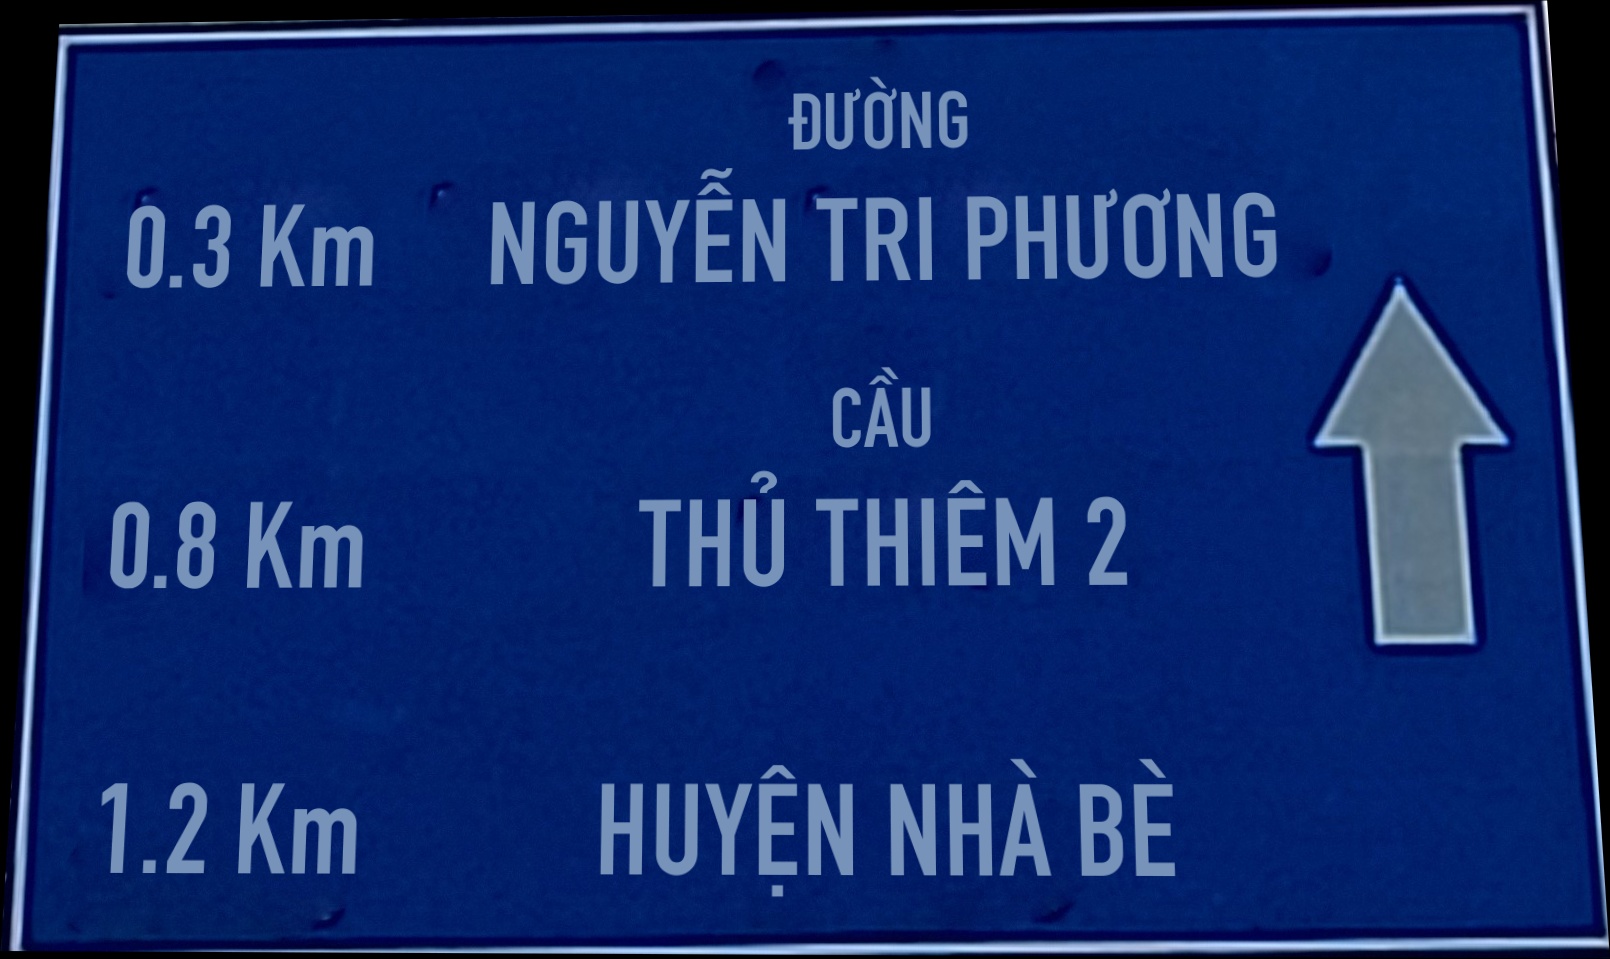 ĐƯỜNG
0.3 Km NGUYỄN TRI PHƯƠNG
CẦU
0.8 Km THỦ THIÊM 2
1.2 Km HUYỆN NHÀ BÈ